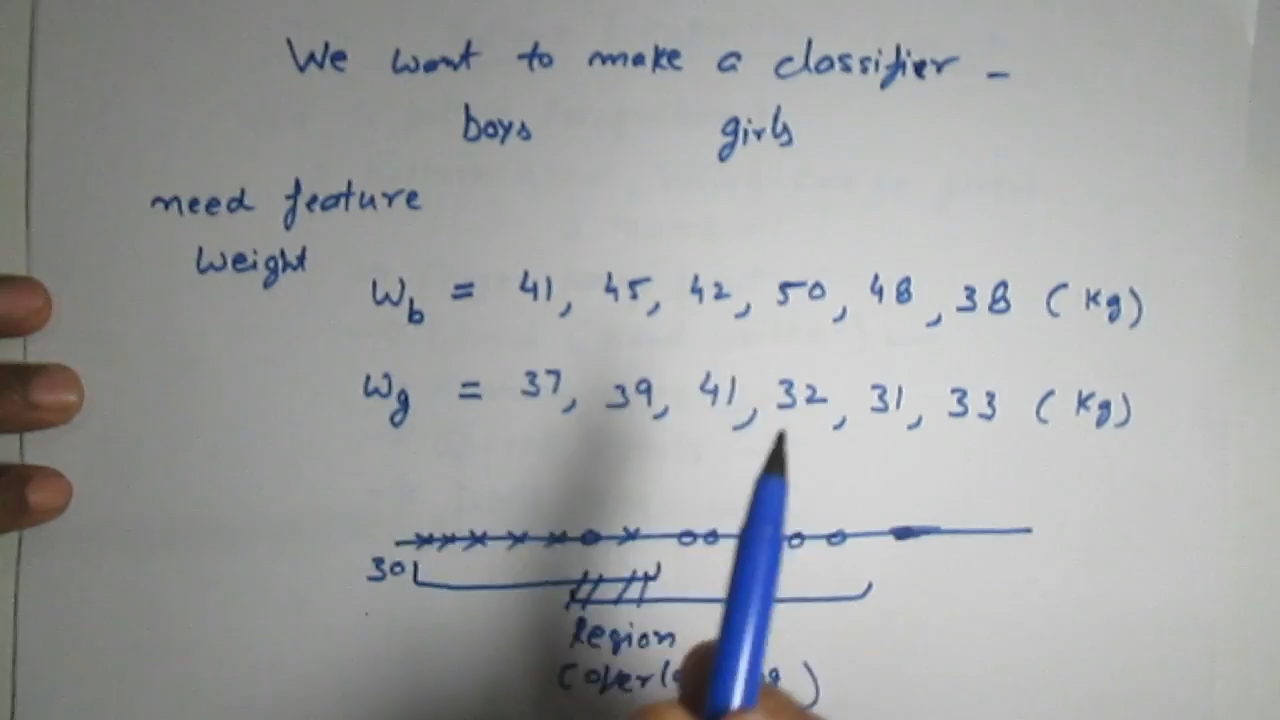 We want to make a classifier -
boys girls
need feature
Weight
Wb = 41, 45, 42, 50, 48, 38 (Kg)
Wg = 37, 39, 41, 32, 31, 33 (Kg)
30
Region